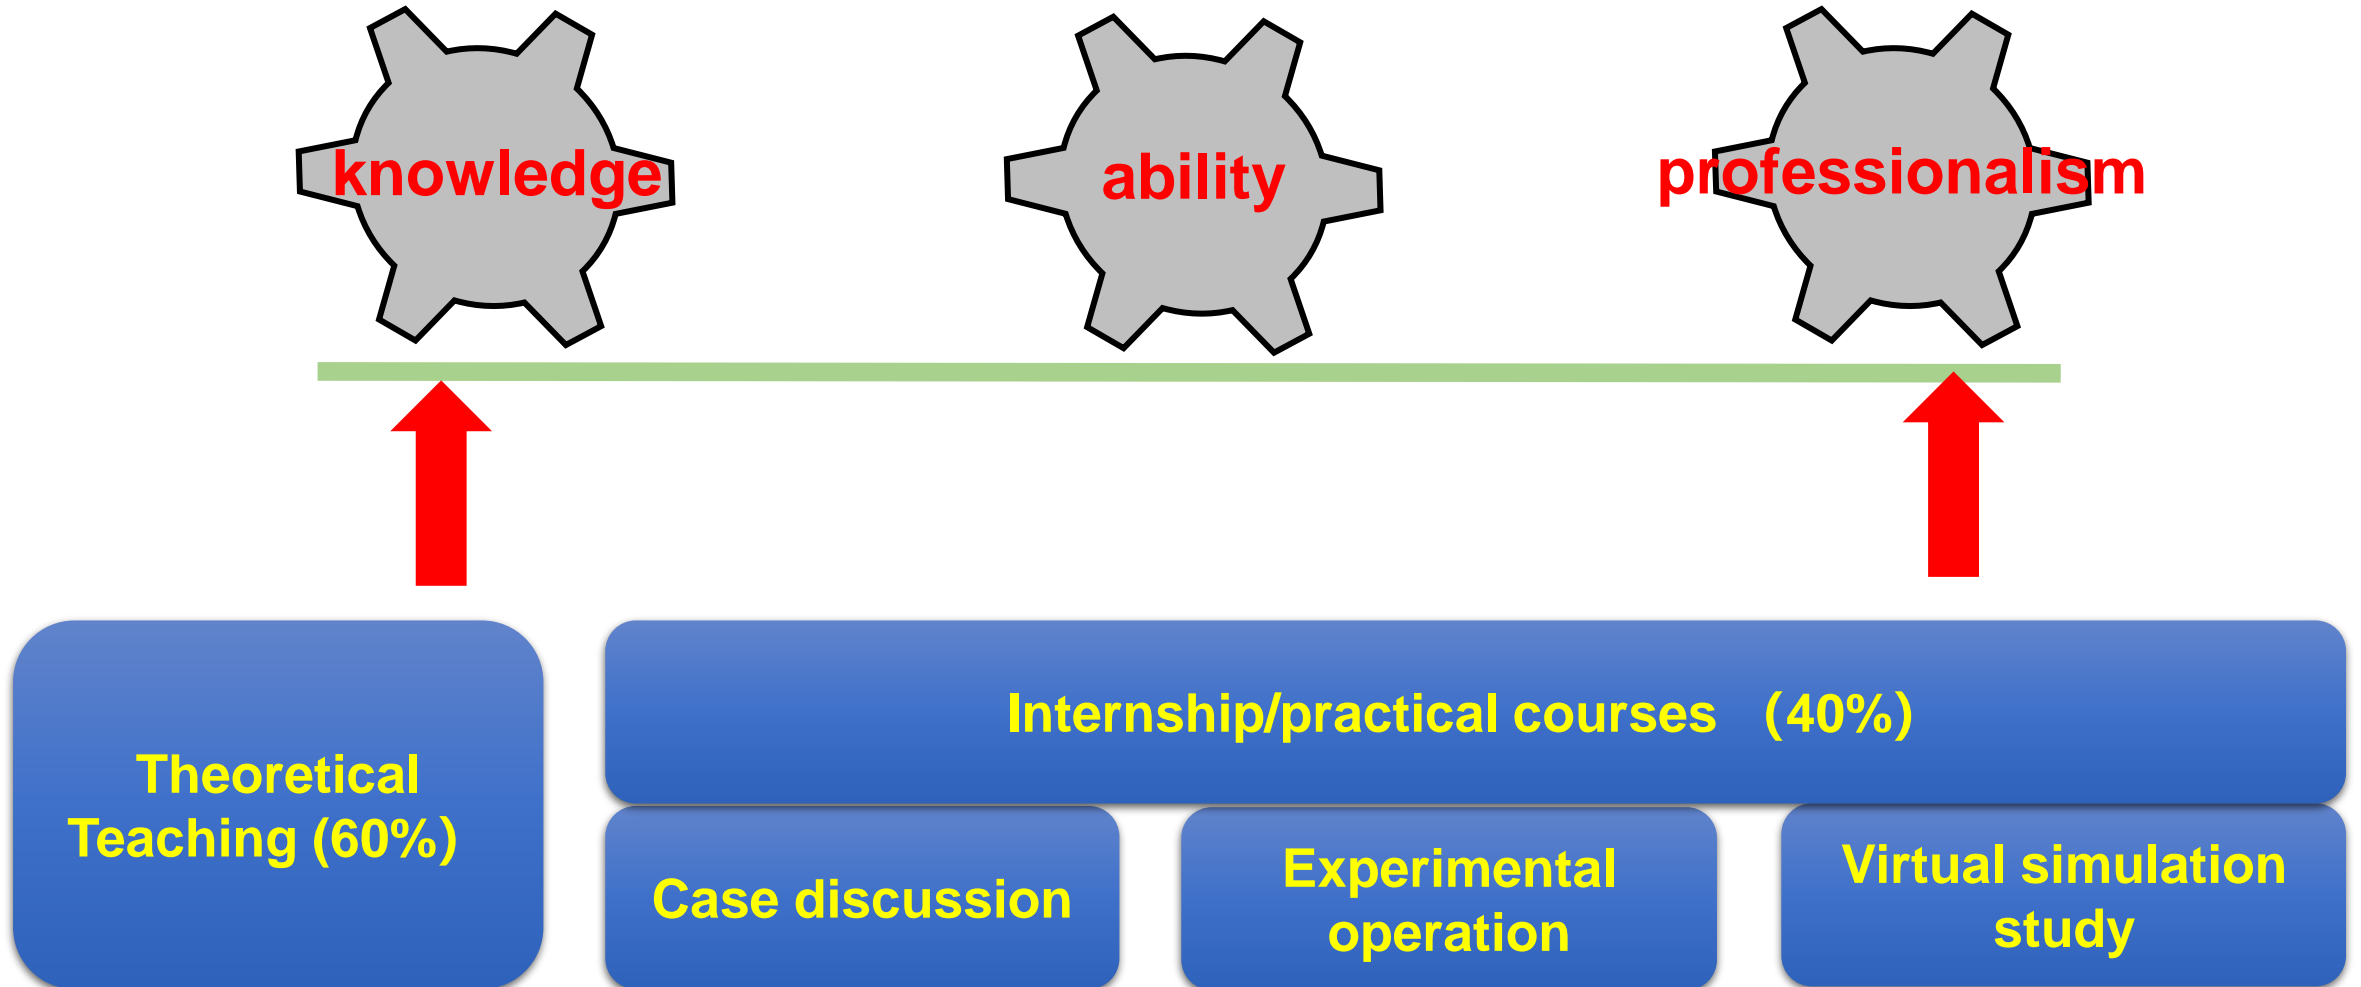 knowledge
ability
professionalism
Internship/practical courses （40%）
Theoretical
Teaching (60%)
Case discussion
Experimental
operation
Virtual simulation
study